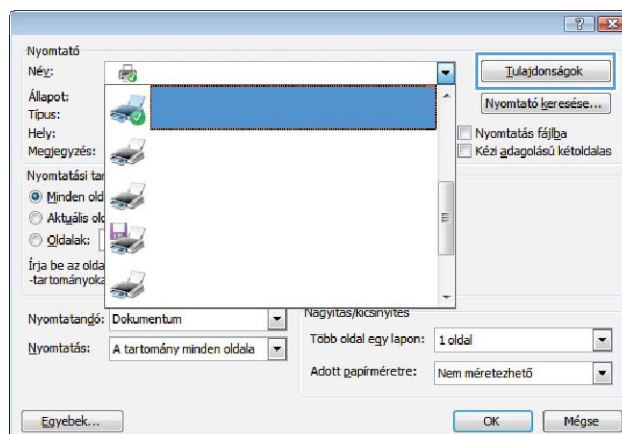 Nyomtató
Név:
Tulajdonságok
Állapot:
Nyomtató keresése...
Típus:
Hely:
Nyomtatás fájlba
Megjegyzés:
Kézi adagolású kétoldalas
Nyomtatási tar
Minden old
Aktuális olc
Oldalak:
Írja be az olda
-tartományoka
Nagyítás/kicsinyítés
Nyomtatandó: Dokumentum
Több oldal egy lapon: 1 oldal
Nyomtatás: A tartomány minden oldala
Adott papírméretre: Nem méretezhető
Egyebek...
OK
Mégse